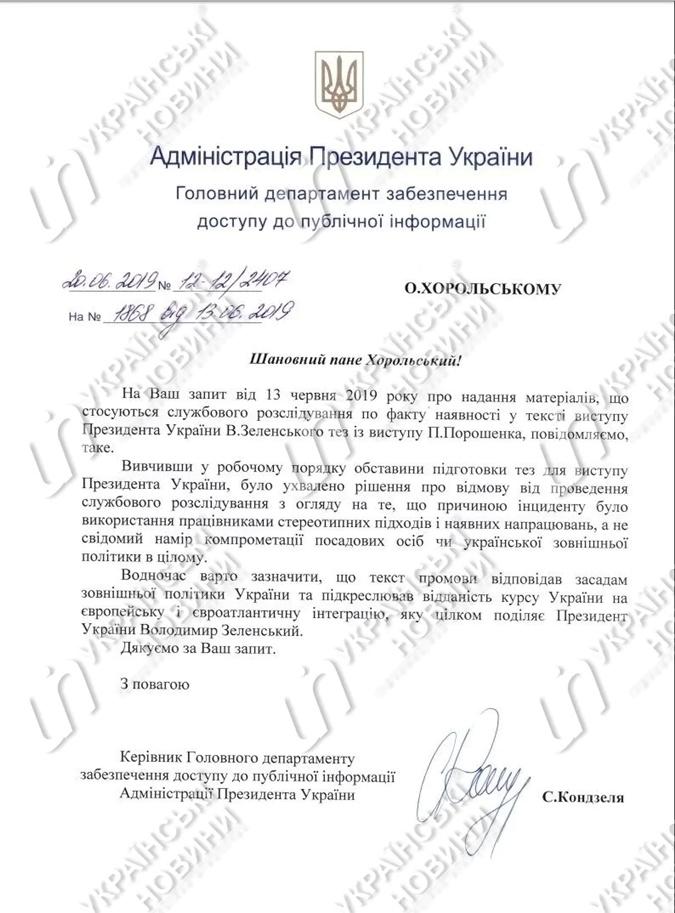 Адміністрація Президента України
Головний департамент забезпечення
доступу до публічної інформації
20.06.2019 № 12-12/2407
О.ХОРОЛЬСЬКОМУ
На № 1868 від 13.06.2019
Шановний пане Хорольський!
На Ваш запит від 13 червня 2019 року про надання матеріалів, що
стосуються службового розслідування по факту наявності у тексті виступу
Президента України В.Зеленського тез із виступу П.Порошенка, повідомляємо,
таке.
Вивчивши у робочому порядку обставини підготовки тез для виступу
Президента України, було ухвалено рішення про відмову від проведення
службового розслідування з огляду на те, що причиною інциденту було
використання працівниками стереотипних підходів і наявних напрацювань, а не
свідомий намір компрометації посадових осіб чи української зовнішньої
політики в цілому.
Водночас варто зазначити, що текст промови відповідав засадам
зовнішньої політики України та підкреслював відданість курсу України на
європейську і євроатлантичну інтеграцію, яку цілком поділяє Президент
України Володимир Зеленський.
Дякуємо за Ваш запит.
З повагою
Керівник Головного департаменту
забезпечення доступу до публічної інформації
Адміністрації Президента України
С.Кондзеля
УКРАЇНСЬКІ
НОВИНИ